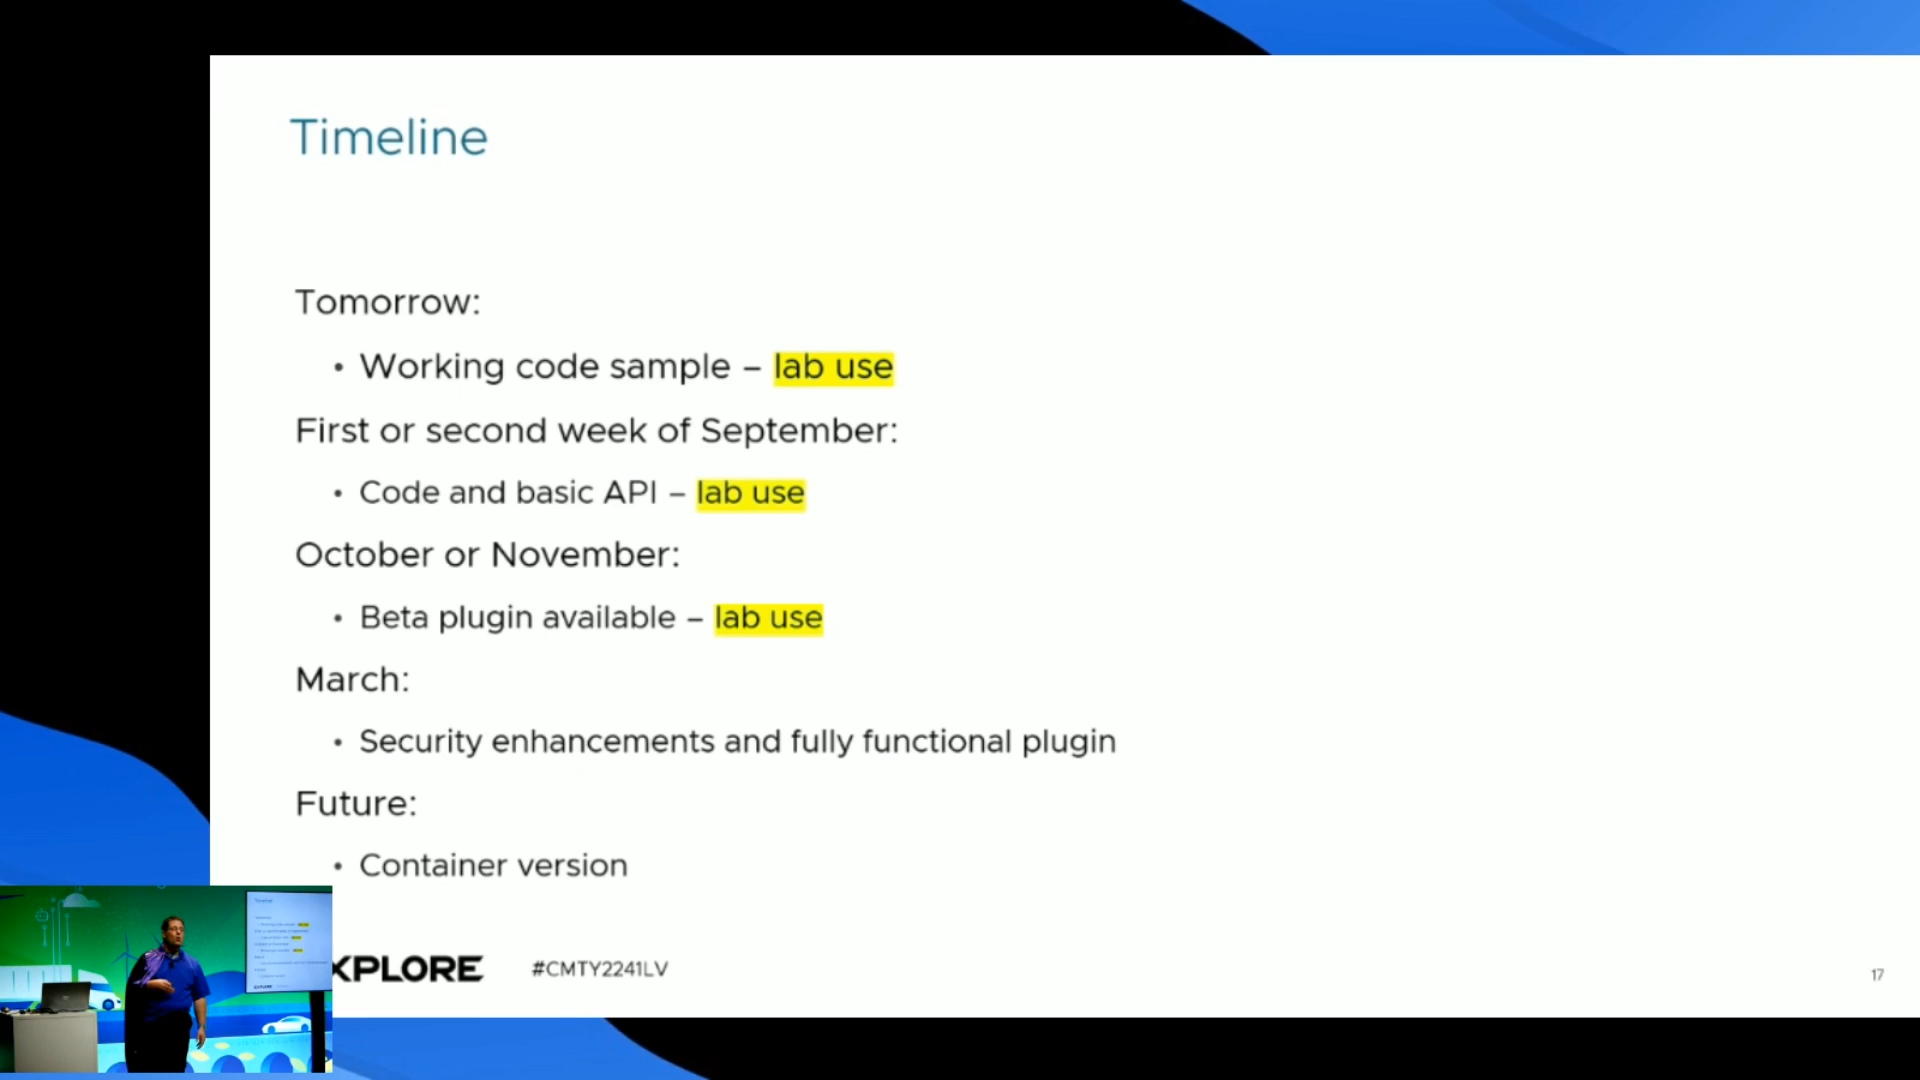 Timeline
Tomorrow:
• Working code sample – lab use
First or second week of September:
• Code and basic API – lab use
October or November:
• Beta plugin available – lab use
March:
• Security enhancements and fully functional plugin
Future:
• Container version
XPLORE #CMTY2241LV
17